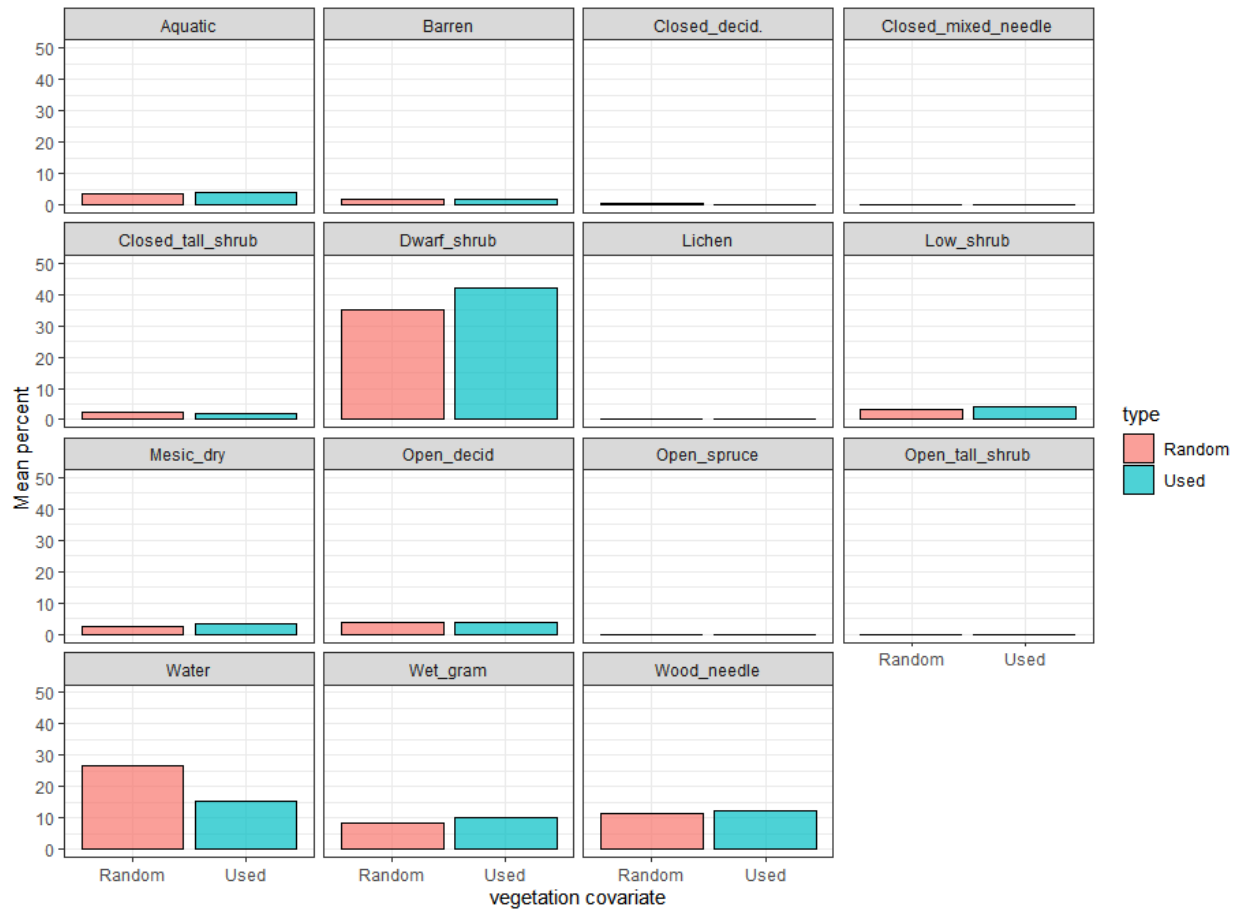 Aquatic Barren Closed_decid. Closed_mixed_needle
50
40
30
20
10
0
Closed_tall_shrub Dwarf_shrub Lichen Low_shrub
50
40
30
20
10
0
Mesic_dry Open_decid Open_spruce Open_tall_shrub
50
40
30
20
10
0
Random Used
Water Wet_gram Wood_needle
50
40
30
20
10
0
Random Used Random Used Random Used
vegetation covariate
Mean percent
type
Random
Used